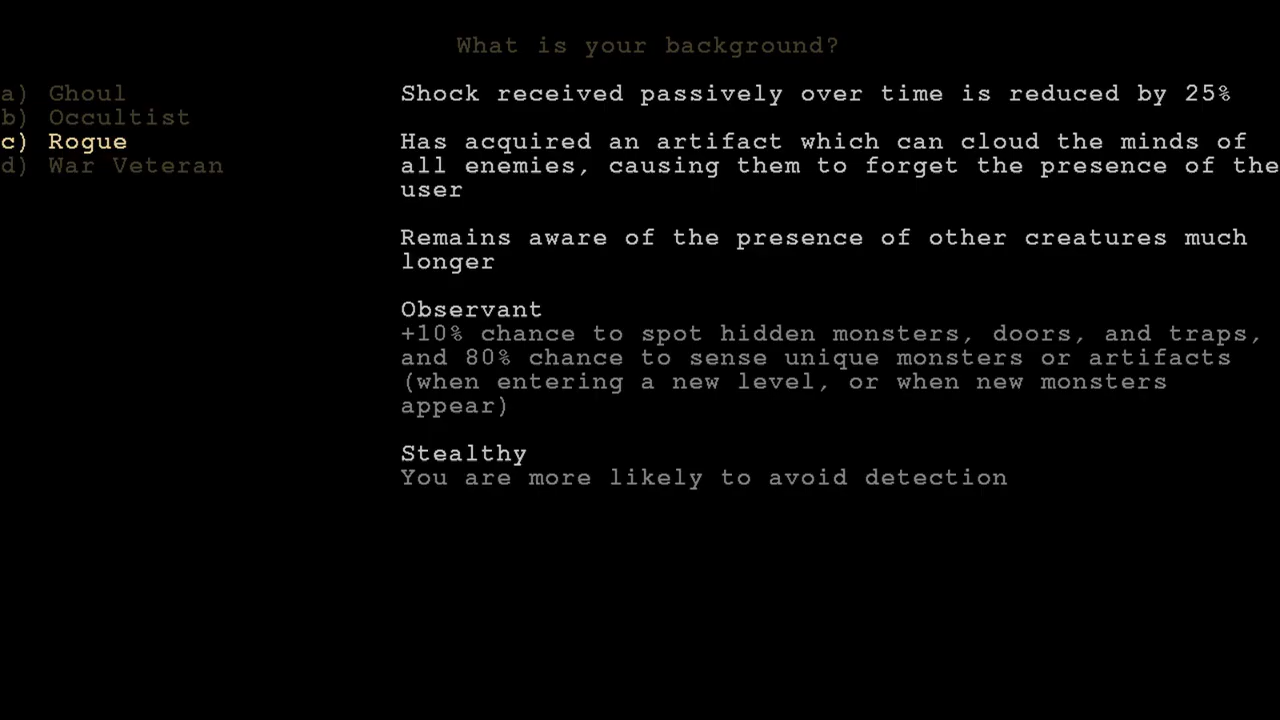 What is your background?
a) Ghoul
b) Occultist
c) Rogue
d) War Veteran
Shock received passively over time is reduced by 25%
Has acquired an artifact which can cloud the minds of
all enemies, causing them to forget the presence of the
user
Remains aware of the presence of other creatures much
longer
Observant
+10% chance to spot hidden monsters, doors, and traps,
and 80% chance to sense unique monsters or artifacts
(when entering a new level, or when new monsters
appear)
Stealthy
You are more likely to avoid detection